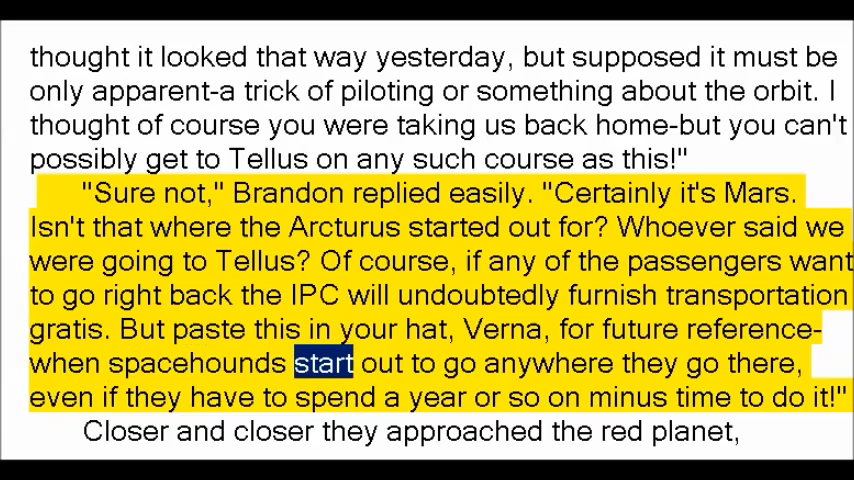 thought it looked that way yesterday, but supposed it must be
only apparent-a trick of piloting or something about the orbit. I
thought of course you were taking us back home-but you can't
possibly get to Tellus on any such course as this!"
"Sure not," Brandon replied easily. "Certainly it's Mars.
Isn't that where the Arcturus started out for? Whoever said we
were going to Tellus? Of course, if any of the passengers want
to go right back the IPC will undoubtedly furnish transportation
gratis. But paste this in your hat, Verna, for future reference-
when spacehounds start out to go anywhere they go there,
even if they have to spend a year or so on minus time to do it!"
Closer and closer they approached the red planet,